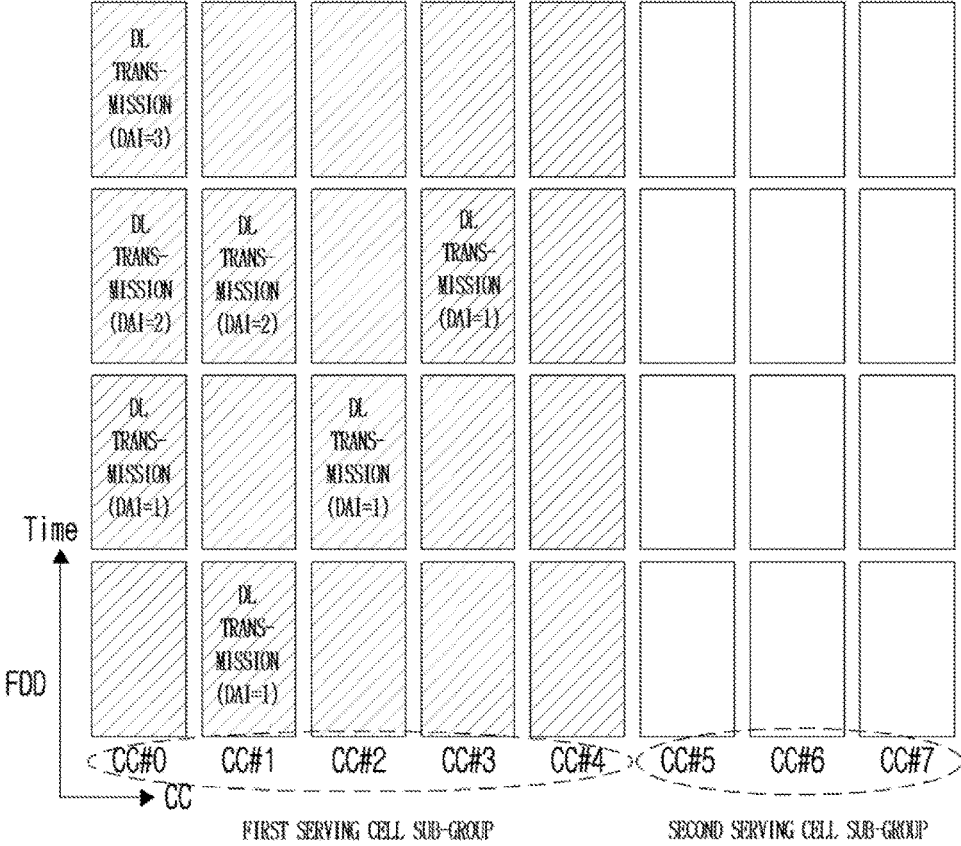 DL
TRANS-
MISSION
(DAI=3)
DL
TRANS-
MISSION
(DAI=2)
DL
TRANS-
MISSION
(DAI=2)
DL
TRANS-
MISSION
(DAI=1)
DL
TRANS-
MISSION
(DAI=1)
DL
TRANS-
MISSION
(DAI=1)
Time
DL
TRANS-
MISSION
(DAI=1)
FDD
CC#0 CC#1 CC#2 CC#3 CC#4 CC#5 CC#6 CC#7
CC
FIRST SERVING CELL SUB-GROUP SECOND SERVING CELL SUB-GROUP